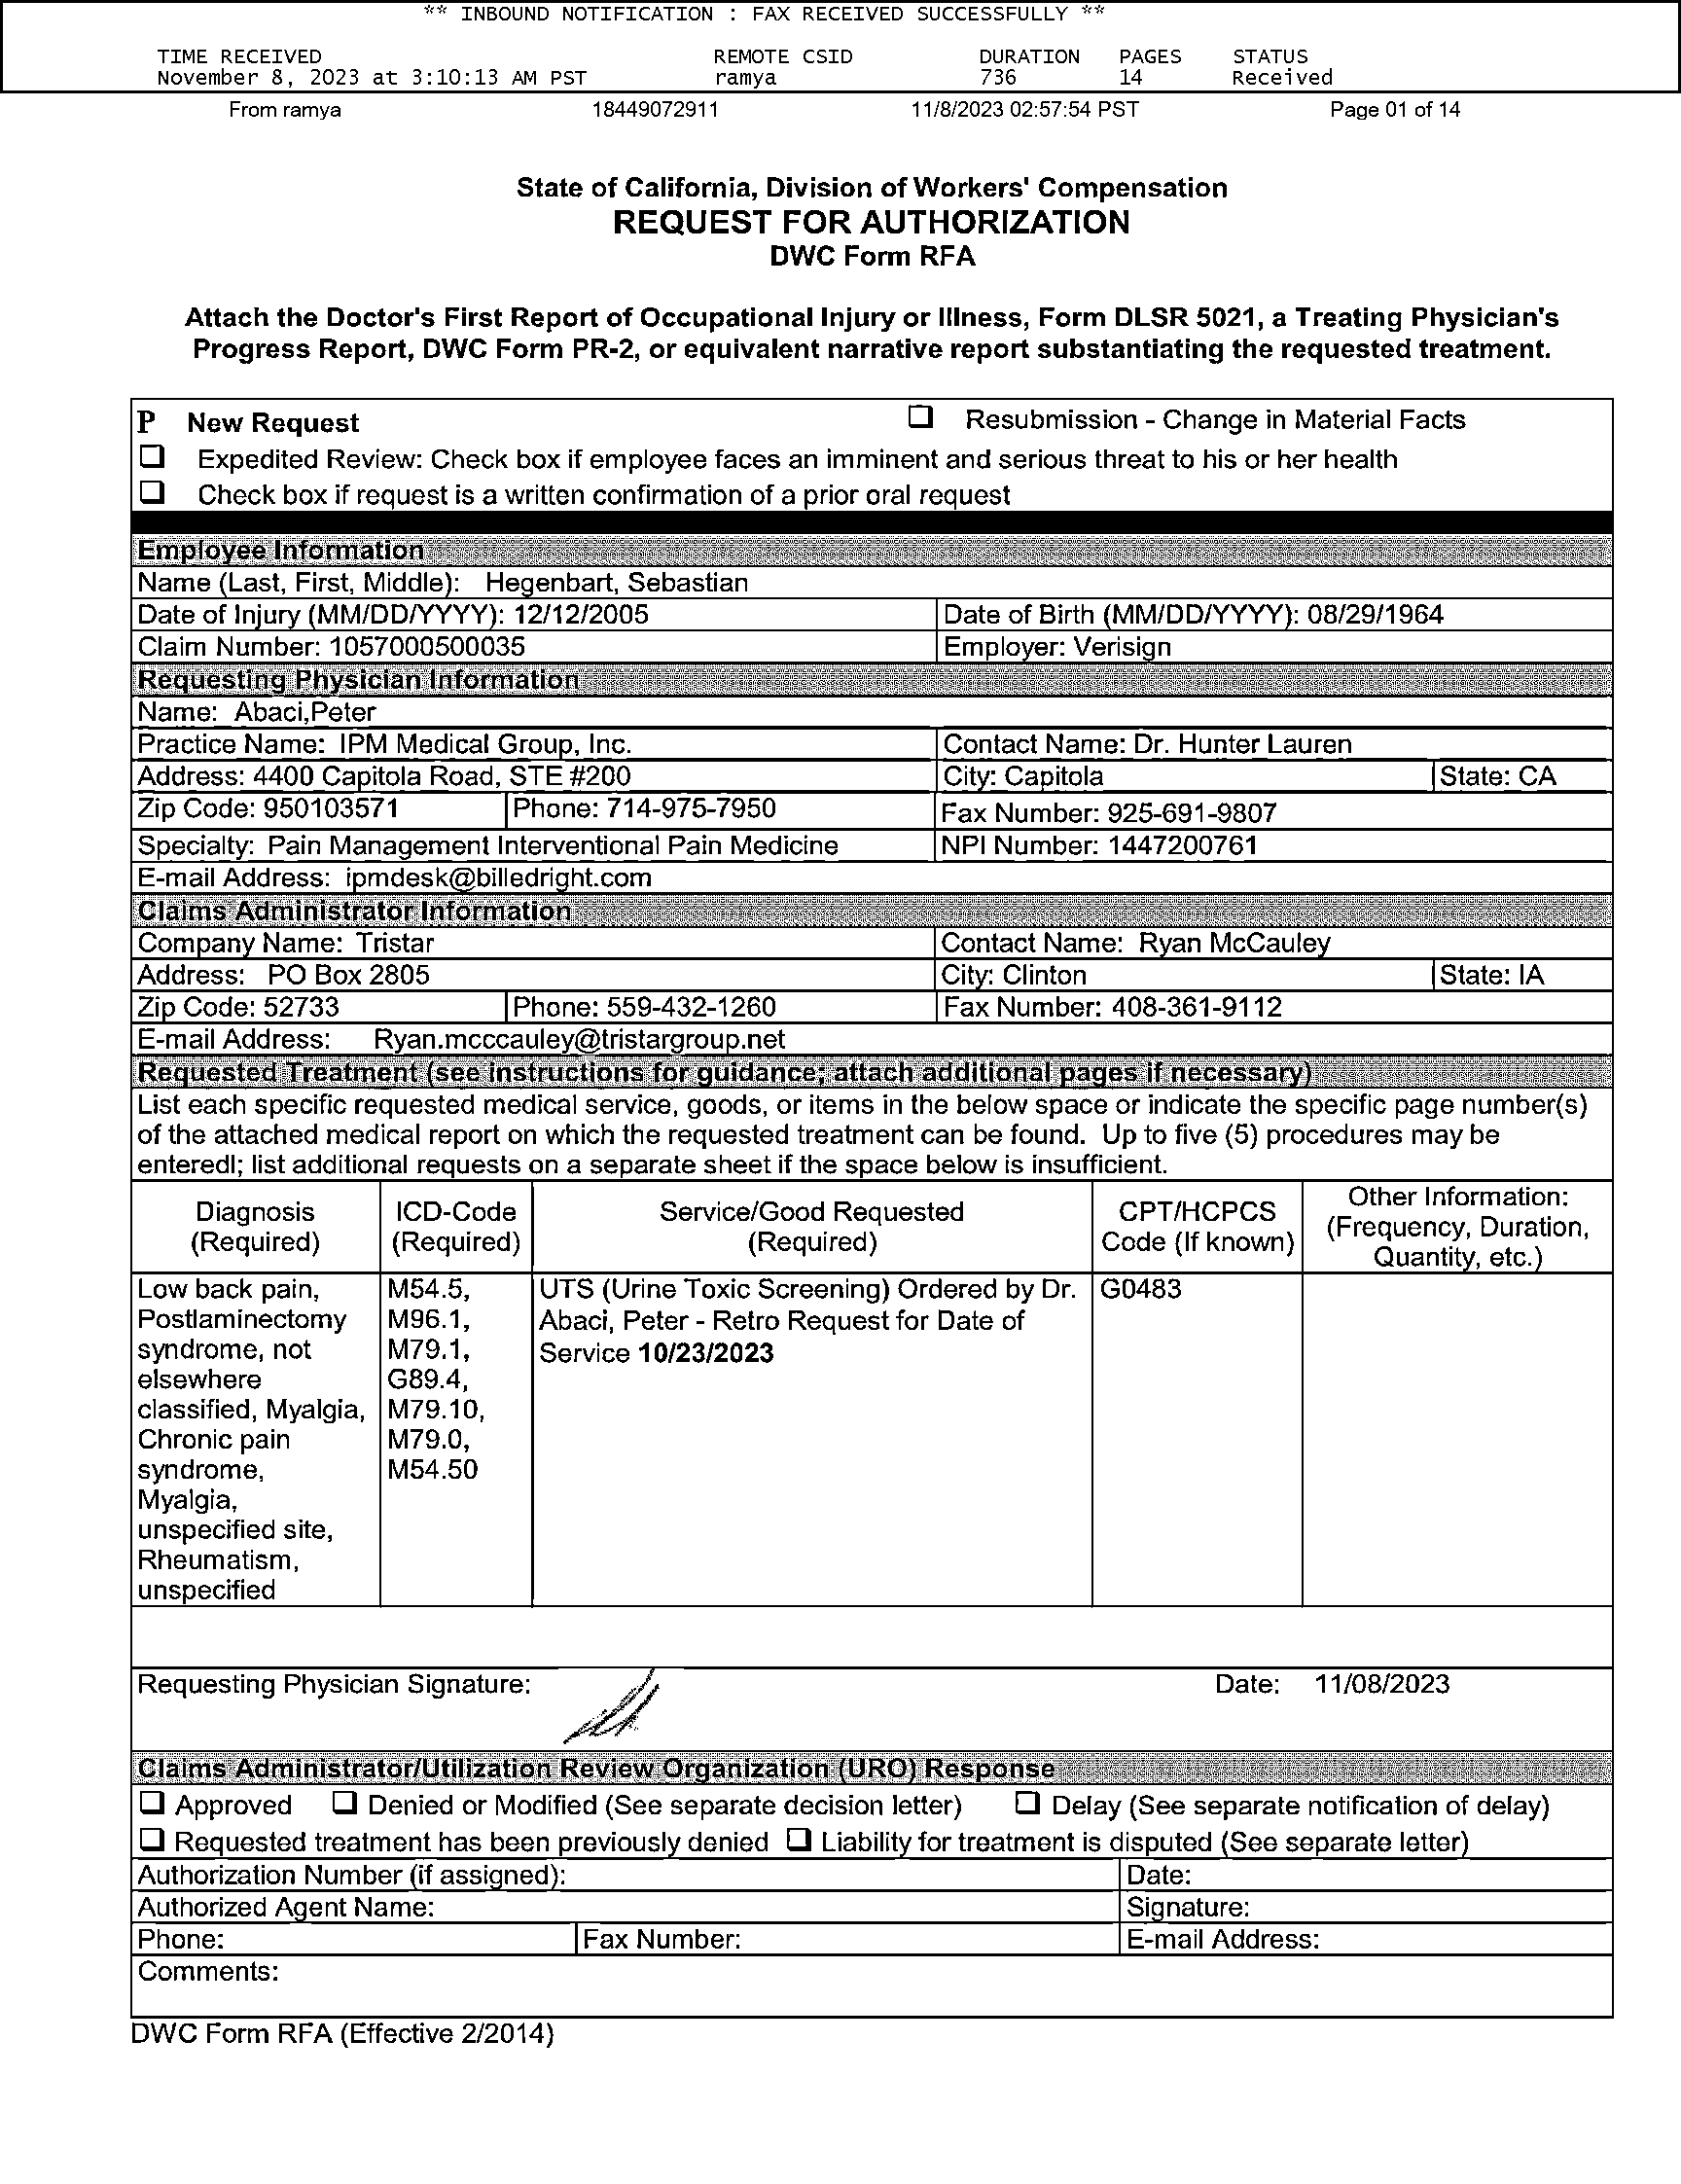 ** INBOUND NOTIFICATION : FAX RECEIVED SUCCESSFULLY **
TIME RECEIVED REMOTE CSID DURATION PAGES STATUS
November 8, 2023 at 3:10:13 AM PST ramya 736 14 Received
From ramya 18449072911 11/8/2023 02:57:54 PST Page 01 of 14
State of California, Division of Workers' Compensation
REQUEST FOR AUTHORIZATION
DWC Form RFA
Attach the Doctor's First Report of Occupational Injury or Illness, Form DLSR 5021, a Treating Physician's
Progress Report, DWC Form PR-2, or equivalent narrative report substantiating the requested treatment.
P New Request ❑ Resubmission - Change in Material Facts
❑ Expedited Review: Check box if employee faces an imminent and serious threat to his or her health
❑ Check box if request is a written confirmation of a prior oral request
Employee Information
Name (Last, First, Middle): Hegenbart, Sebastian
Date of Injury (MM/DD/YYYY): 12/12/2005 Date of Birth (MM/DD/YYYY): 08/29/1964
Claim Number: 1057000500035 Employer: Verisign
Requesting Physician Information
Name: Abaci,Peter
Practice Name: IPM Medical Group, Inc. Contact Name: Dr. Hunter Lauren
Address: 4400 Capitola Road, STE #200 City: Capitola State: CA
Zip Code: 950103571 Phone: 714-975-7950 Fax Number: 925-691-9807
Specialty: Pain Management Interventional Pain Medicine NPI Number: 1447200761
E-mail Address: ipmdesk@billedright.com
Claims Administrator Information
Company Name: Tristar Contact Name: Ryan McCauley
Address: PO Box 2805 City: Clinton State: IA
Zip Code: 52733 Phone: 559-432-1260 Fax Number: 408-361-9112
E-mail Address: Ryan.mcccauley@tristargroup.net
Requested Treatment (see instructions for guidance; attach additional pages if necessary)
List each specific requested medical service, goods, or items in the below space or indicate the specific page number(s)
of the attached medical report on which the requested treatment can be found. Up to five (5) procedures may be
enteredl; list additional requests on a separate sheet if the space below is insufficient.
Diagnosis
(Required)
ICD-Code
(Required)
Service/Good Requested
(Required)
CPT/HCPCS
Code (If known)
Other Information:
(Frequency, Duration,
Quantity, etc.)
Low back pain,
Postlaminectomy
syndrome, not
elsewhere
classified, Myalgia,
Chronic pain
syndrome,
Myalgia,
unspecified site,
Rheumatism,
unspecified
M54.5,
M96.1,
M79.1,
G89.4,
M79.10,
M79.0,
M54.50
UTS (Urine Toxic Screening) Ordered by Dr.
Abaci, Peter - Retro Request for Date of
Service 10/23/2023
G0483
Requesting Physician Signature: Date: 11/08/2023
Claims Administrator/Utilization Review Organization (URO) Response
❑ Approved ❑ Denied or Modified (See separate decision letter) ❑ Delay (See separate notification of delay)
❑ Requested treatment has been previously denied ❑ Liability for treatment is disputed (See separate letter)
Authorization Number (if assigned): Date:
Authorized Agent Name: Signature:
Phone: Fax Number: E-mail Address:
Comments:
DWC Form RFA (Effective 2/2014)